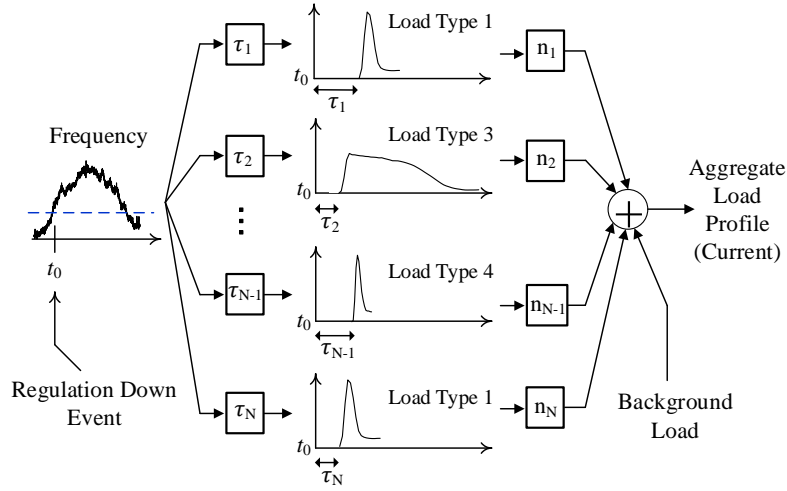 τ1
Load Type 1
n1
t0
τ1
Frequency
τ2
Load Type 3
n2
t0
τ2
Aggregate
Load
Profile
(Current)
t0
τN-1
Load Type 4
nN-1
t0
τN-1
Regulation Down
Event
τN
Load Type 1
nN
t0
τN
Background
Load